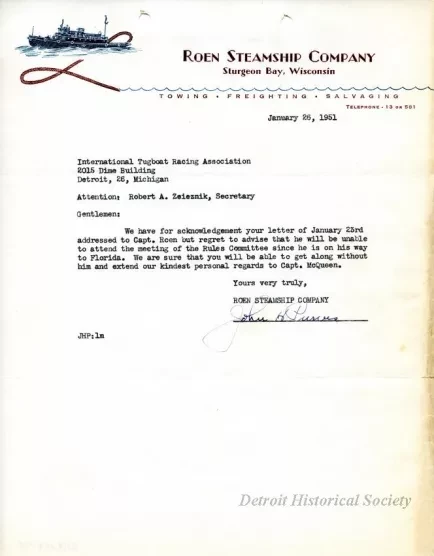 ROEN STEAMSHIP COMPANY
Sturgeon Bay, Wisconsin
TOWING • FREIGHTING • SALVAGING
TELEPHONE - 13 OR 591
January 26, 1951
International Tugboat Racing Association
2015 Dime Building
Detroit, 26, Michigan
Attention: Robert A. Zeieznik, Secretary
Gentlemen:
We have for acknowledgement your letter of January 23rd
addressed to Capt. Roen but regret to advise that he will be unable
to attend the meeting of the Rules Committee since he is on his way
to Florida. We are sure that you will be able to get along without
him and extend our kindest personal regards to Capt. McQueen.
Yours very truly,
ROEN STEAMSHIP COMPANY
John H Purves
JHP:lm
Detroit Historical Society